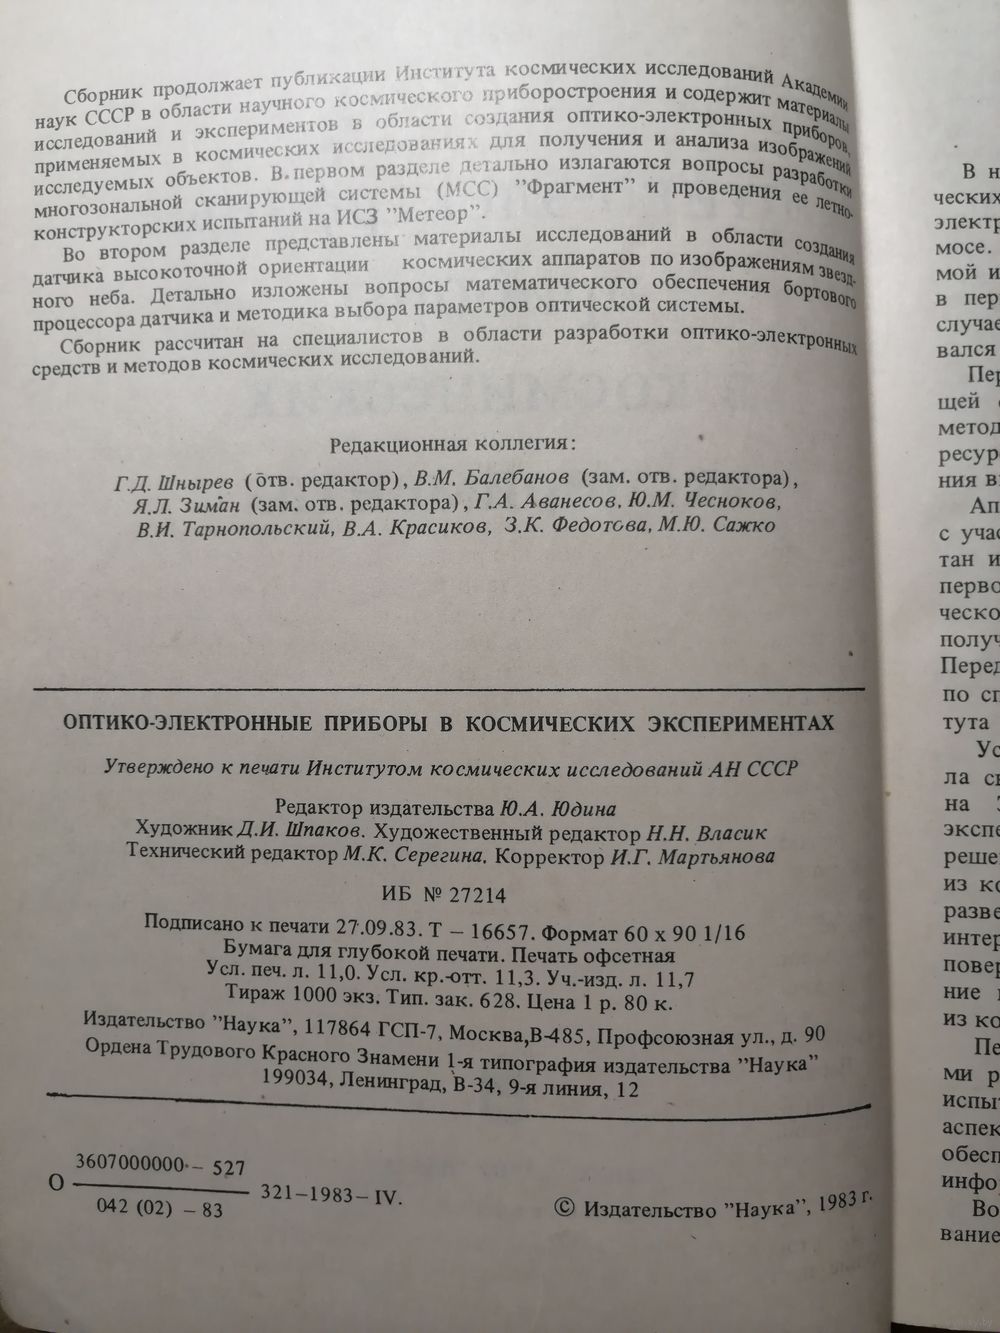 Сборник продолжает публикации Института космических исследований Академии
наук СССР в области научного космического приборостроения и содержит материалы
исследований и экспериментов в области создания оптико-электронных приборов,
применяемых в космических исследованиях для получения и анализа изображений
исследуемых объектов. В первом разделе детально излагаются вопросы разработки
многозональной сканирующей системы (МСС) "Фрагмент" и проведения ее летно-
конструкторских испытаний на ИСЗ "Метеор".
Во втором разделе представлены материалы исследований в области создания
датчика высокоточной ориентации космических аппаратов по изображениям звезд-
ного неба. Детально изложены вопросы математического обеспечения бортового
процессора датчика и методика выбора параметров оптической системы.
Сборник рассчитан на специалистов в области разработки оптико-электронных
средств и методов космических исследований.
Редакционная коллегия:
Г.Д. Шнырев (отв. редактор), В.М. Балебанов (зам. отв. редактора),
Я.Л. Зиман (зам. отв. редактора), Г.А. Аванесов, Ю.М. Чесноков,
В.И. Тарнопольский, В.А. Красиков, З.К. Федотова, М.Ю. Сажко
ОПТИКО-ЭЛЕКТРОННЫЕ ПРИБОРЫ В КОСМИЧЕСКИХ ЭКСПЕРИМЕНТАХ
Утверждено к печати Институтом космических исследований АН СССР
Редактор издательства Ю.А. Юдина
Художник Д.И. Шпаков. Художественный редактор Н.Н. Власик
Технический редактор М.К. Серегина. Корректор И.Г. Мартьянова
ИБ № 27214
Подписано к печати 27.09.83. Т – 16657. Формат 60 x 90 1/16
Бумага для глубокой печати. Печать офсетная
Усл. печ. л. 11,0. Усл. кр.-отт. 11,3. Уч.-изд. л. 11,7
Тираж 1000 экз. Тип. зак. 628. Цена 1 р. 80 к.
Издательство "Наука", 117864 ГСП-7, Москва, В-485, Профсоюзная ул., д. 90
Ордена Трудового Красного Знамени 1-я типография издательства "Наука"
199034, Ленинград, В-34, 9-я линия, 12
О 3607000000 – 527
042 (02) – 83
321–1983–IV.
© Издательство "Наука", 1983 г.
В н
ческих
электр
мосе.
мой и
в пер
случае
вался
Пер
щей
метод
ресур
ния в
Ап
с учас
тан и
перво
ческо
получ
Перед
по сп
тута
Ус
ла с
на
экспе
реше
из ко
разве
интер
повер
ние
из ко
Пе
ми р
испы
аспек
обесп
инфо
Во
вание